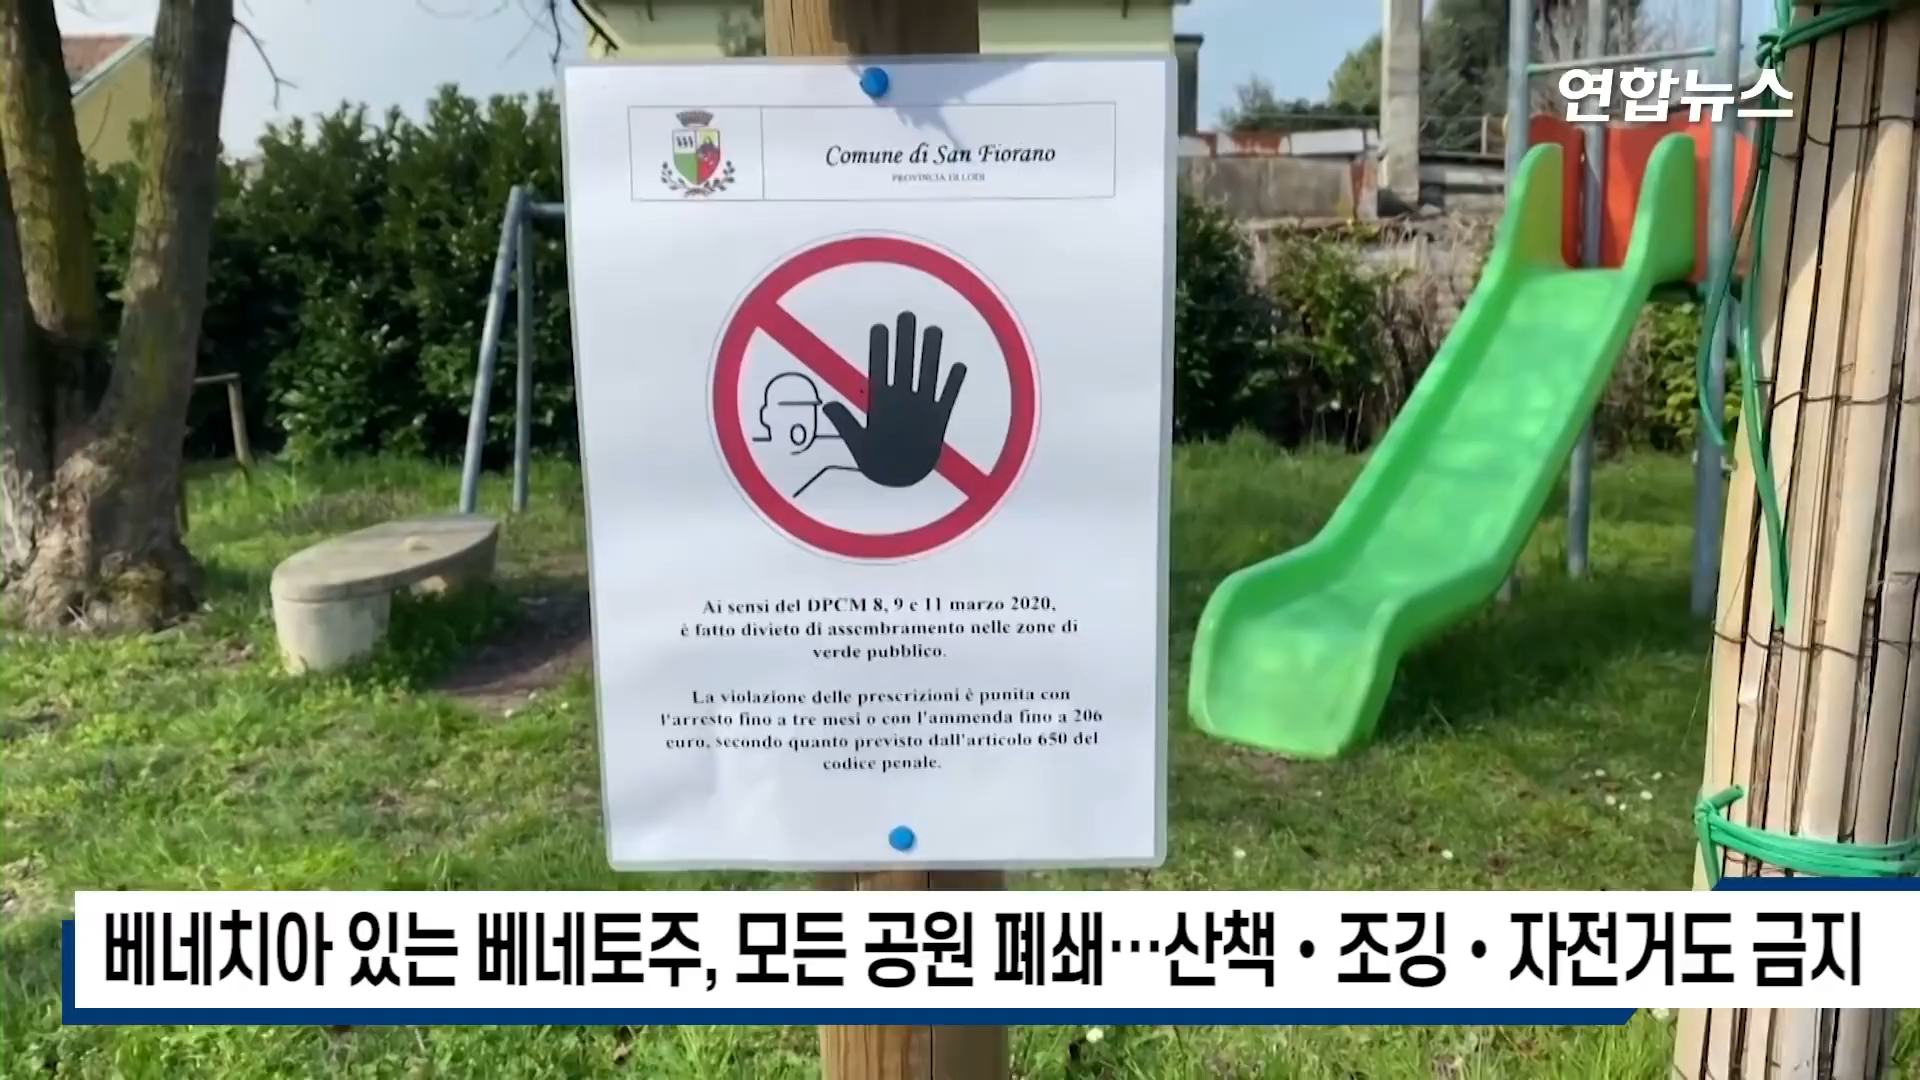 연합뉴스
Comune di San Fiorano
PROVINCIA DI LODI
Ai sensi del DPCM 8, 9 e 11 marzo 2020,
è fatto divieto di assembramento nelle zone di
verde pubblico.
La violazione delle prescrizioni è punita con
l'arresto fino a tre mesi o con l'ammenda fino a 206
euro, secondo quanto previsto dall'articolo 650 del
codice penale.
베네치아 있는 베네토주, 모든 공원 폐쇄…산책·조깅·자전거도 금지